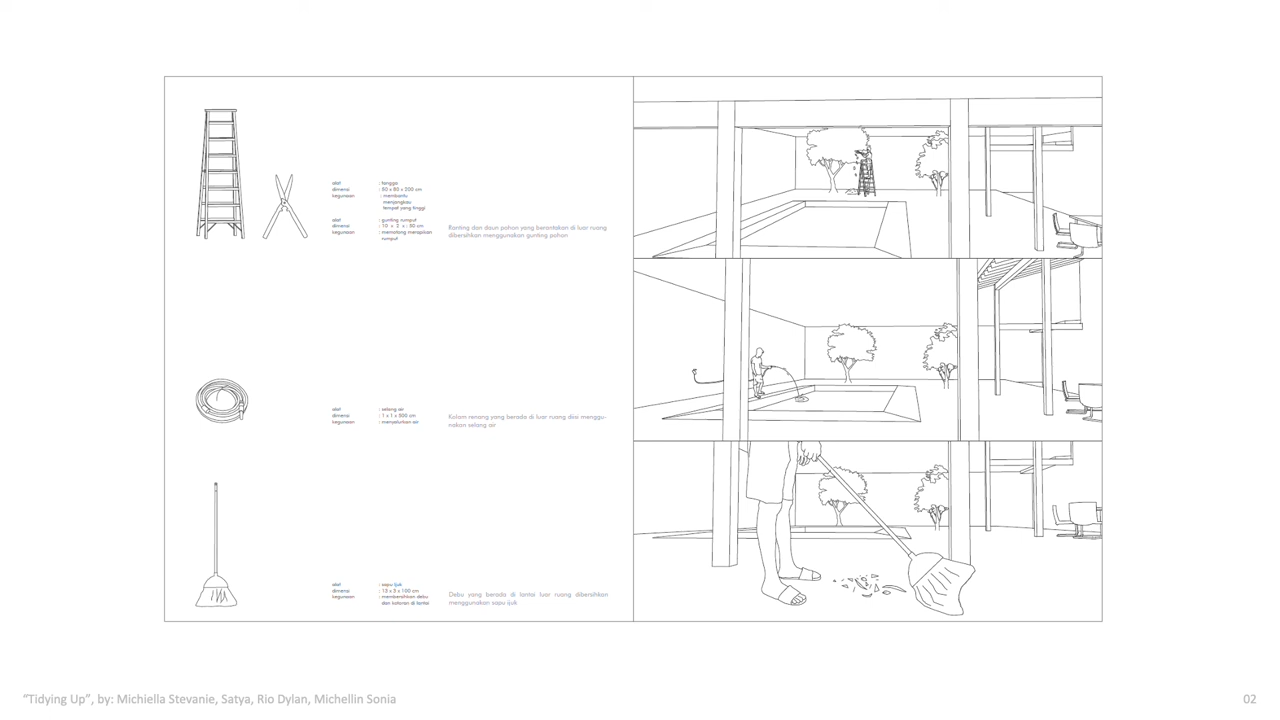 alat : tangga
dimensi : 50 x 80 x 200 cm
kegunaan : membantu
menjangkau
tempat yang tinggi
alat : gunting rumput
dimensi : 10 x 2 x 30 cm
kegunaan : memotong merapikan
rumput
Ranting dan daun pohon yang berantakan di luar ruang
dibersihkan menggunakan gunting pohon
alat : selang air
dimensi : 1 x 1 x 500 cm
kegunaan : menyalurkan air
Kolam renang yang berada di luar ruang diisi menggu-
nakan selang air
alat : sapu ijuk
dimensi : 15 x 5 x 100 cm
kegunaan : membersihkan debu
dan kotoran di lantai
Debu yang berada di lantai luar ruang dibersihkan
menggunakan sapu ijuk
“Tidying Up”, by: Michiella Stevanie, Satya, Rio Dylan, Michellin Sonia
02